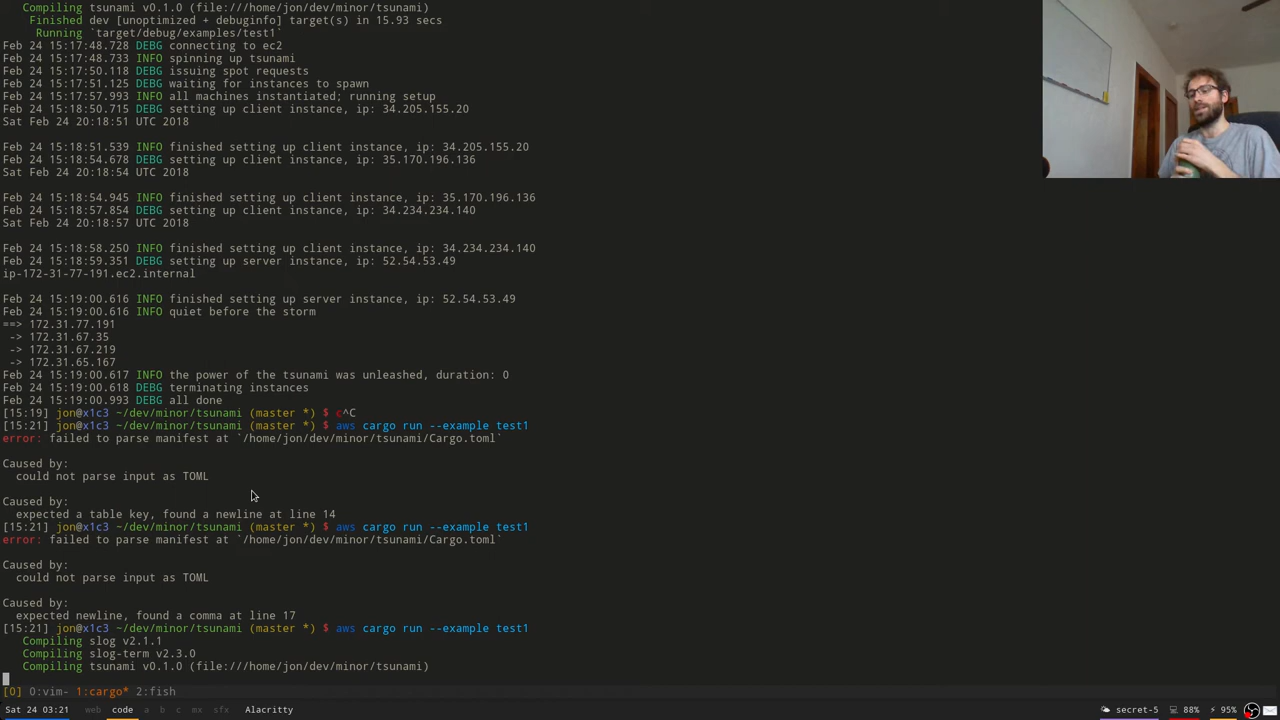 Compiling tsunami v0.1.0 (file:///home/jon/dev/minor/tsunami)
Finished dev [unoptimized + debuginfo] target(s) in 15.93 secs
Running `target/debug/examples/test1`
Feb 24 15:17:48.728 DEBG connecting to ec2
Feb 24 15:17:48.733 INFO spinning up tsunami
Feb 24 15:17:50.118 DEBG issuing spot requests
Feb 24 15:17:51.125 DEBG waiting for instances to spawn
Feb 24 15:17:57.993 INFO all machines instantiated; running setup
Feb 24 15:18:50.715 DEBG setting up client instance, ip: 34.205.155.20
Sat Feb 24 20:18:51 UTC 2018
Feb 24 15:18:51.539 INFO finished setting up client instance, ip: 34.205.155.20
Feb 24 15:18:54.678 DEBG setting up client instance, ip: 35.170.196.136
Sat Feb 24 20:18:54 UTC 2018
Feb 24 15:18:54.945 INFO finished setting up client instance, ip: 35.170.196.136
Feb 24 15:18:57.854 DEBG setting up client instance, ip: 34.234.234.140
Sat Feb 24 20:18:57 UTC 2018
Feb 24 15:18:58.250 INFO finished setting up client instance, ip: 34.234.234.140
Feb 24 15:18:59.351 DEBG setting up server instance, ip: 52.54.53.49
ip-172-31-77-191.ec2.internal
Feb 24 15:19:00.616 INFO finished setting up server instance, ip: 52.54.53.49
Feb 24 15:19:00.616 INFO quiet before the storm
==> 172.31.77.191
-> 172.31.67.35
-> 172.31.67.219
-> 172.31.65.167
Feb 24 15:19:00.617 INFO the power of the tsunami was unleashed, duration: 0
Feb 24 15:19:00.618 DEBG terminating instances
Feb 24 15:19:00.993 DEBG all done
[15:19] jon@x1c3 ~/dev/minor/tsunami (master *) $ c^C
[15:21] jon@x1c3 ~/dev/minor/tsunami (master *) $ aws cargo run --example test1
error: failed to parse manifest at `/home/jon/dev/minor/tsunami/Cargo.toml`
Caused by:
could not parse input as TOML
Caused by:
expected a table key, found a newline at line 14
[15:21] jon@x1c3 ~/dev/minor/tsunami (master *) $ aws cargo run --example test1
error: failed to parse manifest at `/home/jon/dev/minor/tsunami/Cargo.toml`
Caused by:
could not parse input as TOML
Caused by:
expected newline, found a comma at line 17
[15:21] jon@x1c3 ~/dev/minor/tsunami (master *) $ aws cargo run --example test1
Compiling slog v2.1.1
Compiling slog-term v2.3.0
Compiling tsunami v0.1.0 (file:///home/jon/dev/minor/tsunami)
[0] 0:vim- 1:cargo* 2:fish
Sat 24 03:21 web code a b c mx sfx Alacritty secret-5 88% 95%